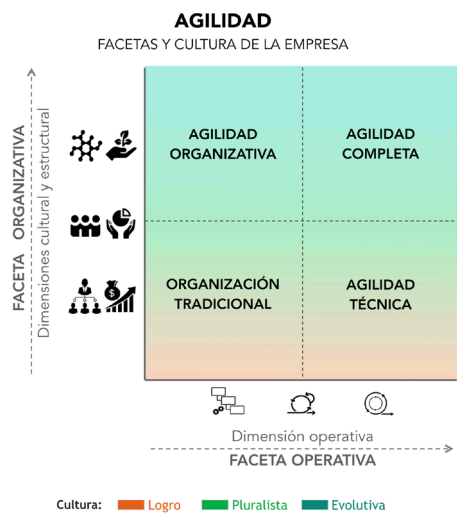 AGILIDAD
FACETAS Y CULTURA DE LA EMPRESA
FACETA ORGANIZATIVA
Dimensiones cultural y estructural
AGILIDAD
ORGANIZATIVA
AGILIDAD
COMPLETA
ORGANIZACIÓN
TRADICIONAL
AGILIDAD
TÉCNICA
Dimensión operativa
FACETA OPERATIVA
Cultura: Logro Pluralista Evolutiva